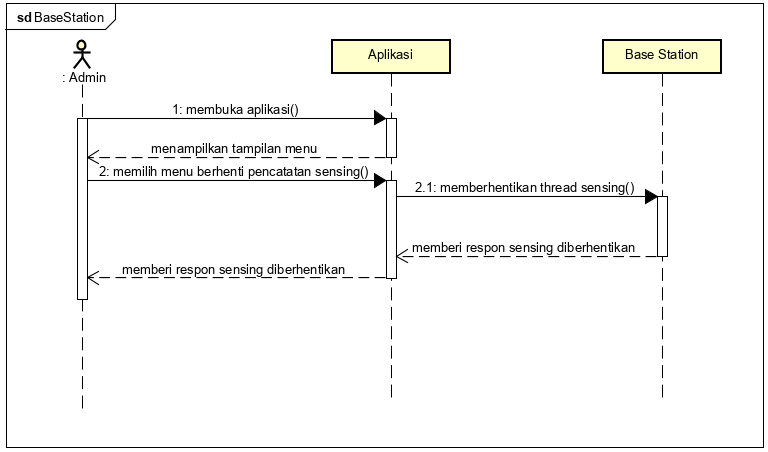 sd BaseStation
: Admin
Aplikasi
Base Station
1: membuka aplikasi()
menampilkan tampilan menu
2: memilih menu berhenti pencatatan sensing()
2.1: memberhentikan thread sensing()
memberi respon sensing diberhentikan
memberi respon sensing diberhentikan